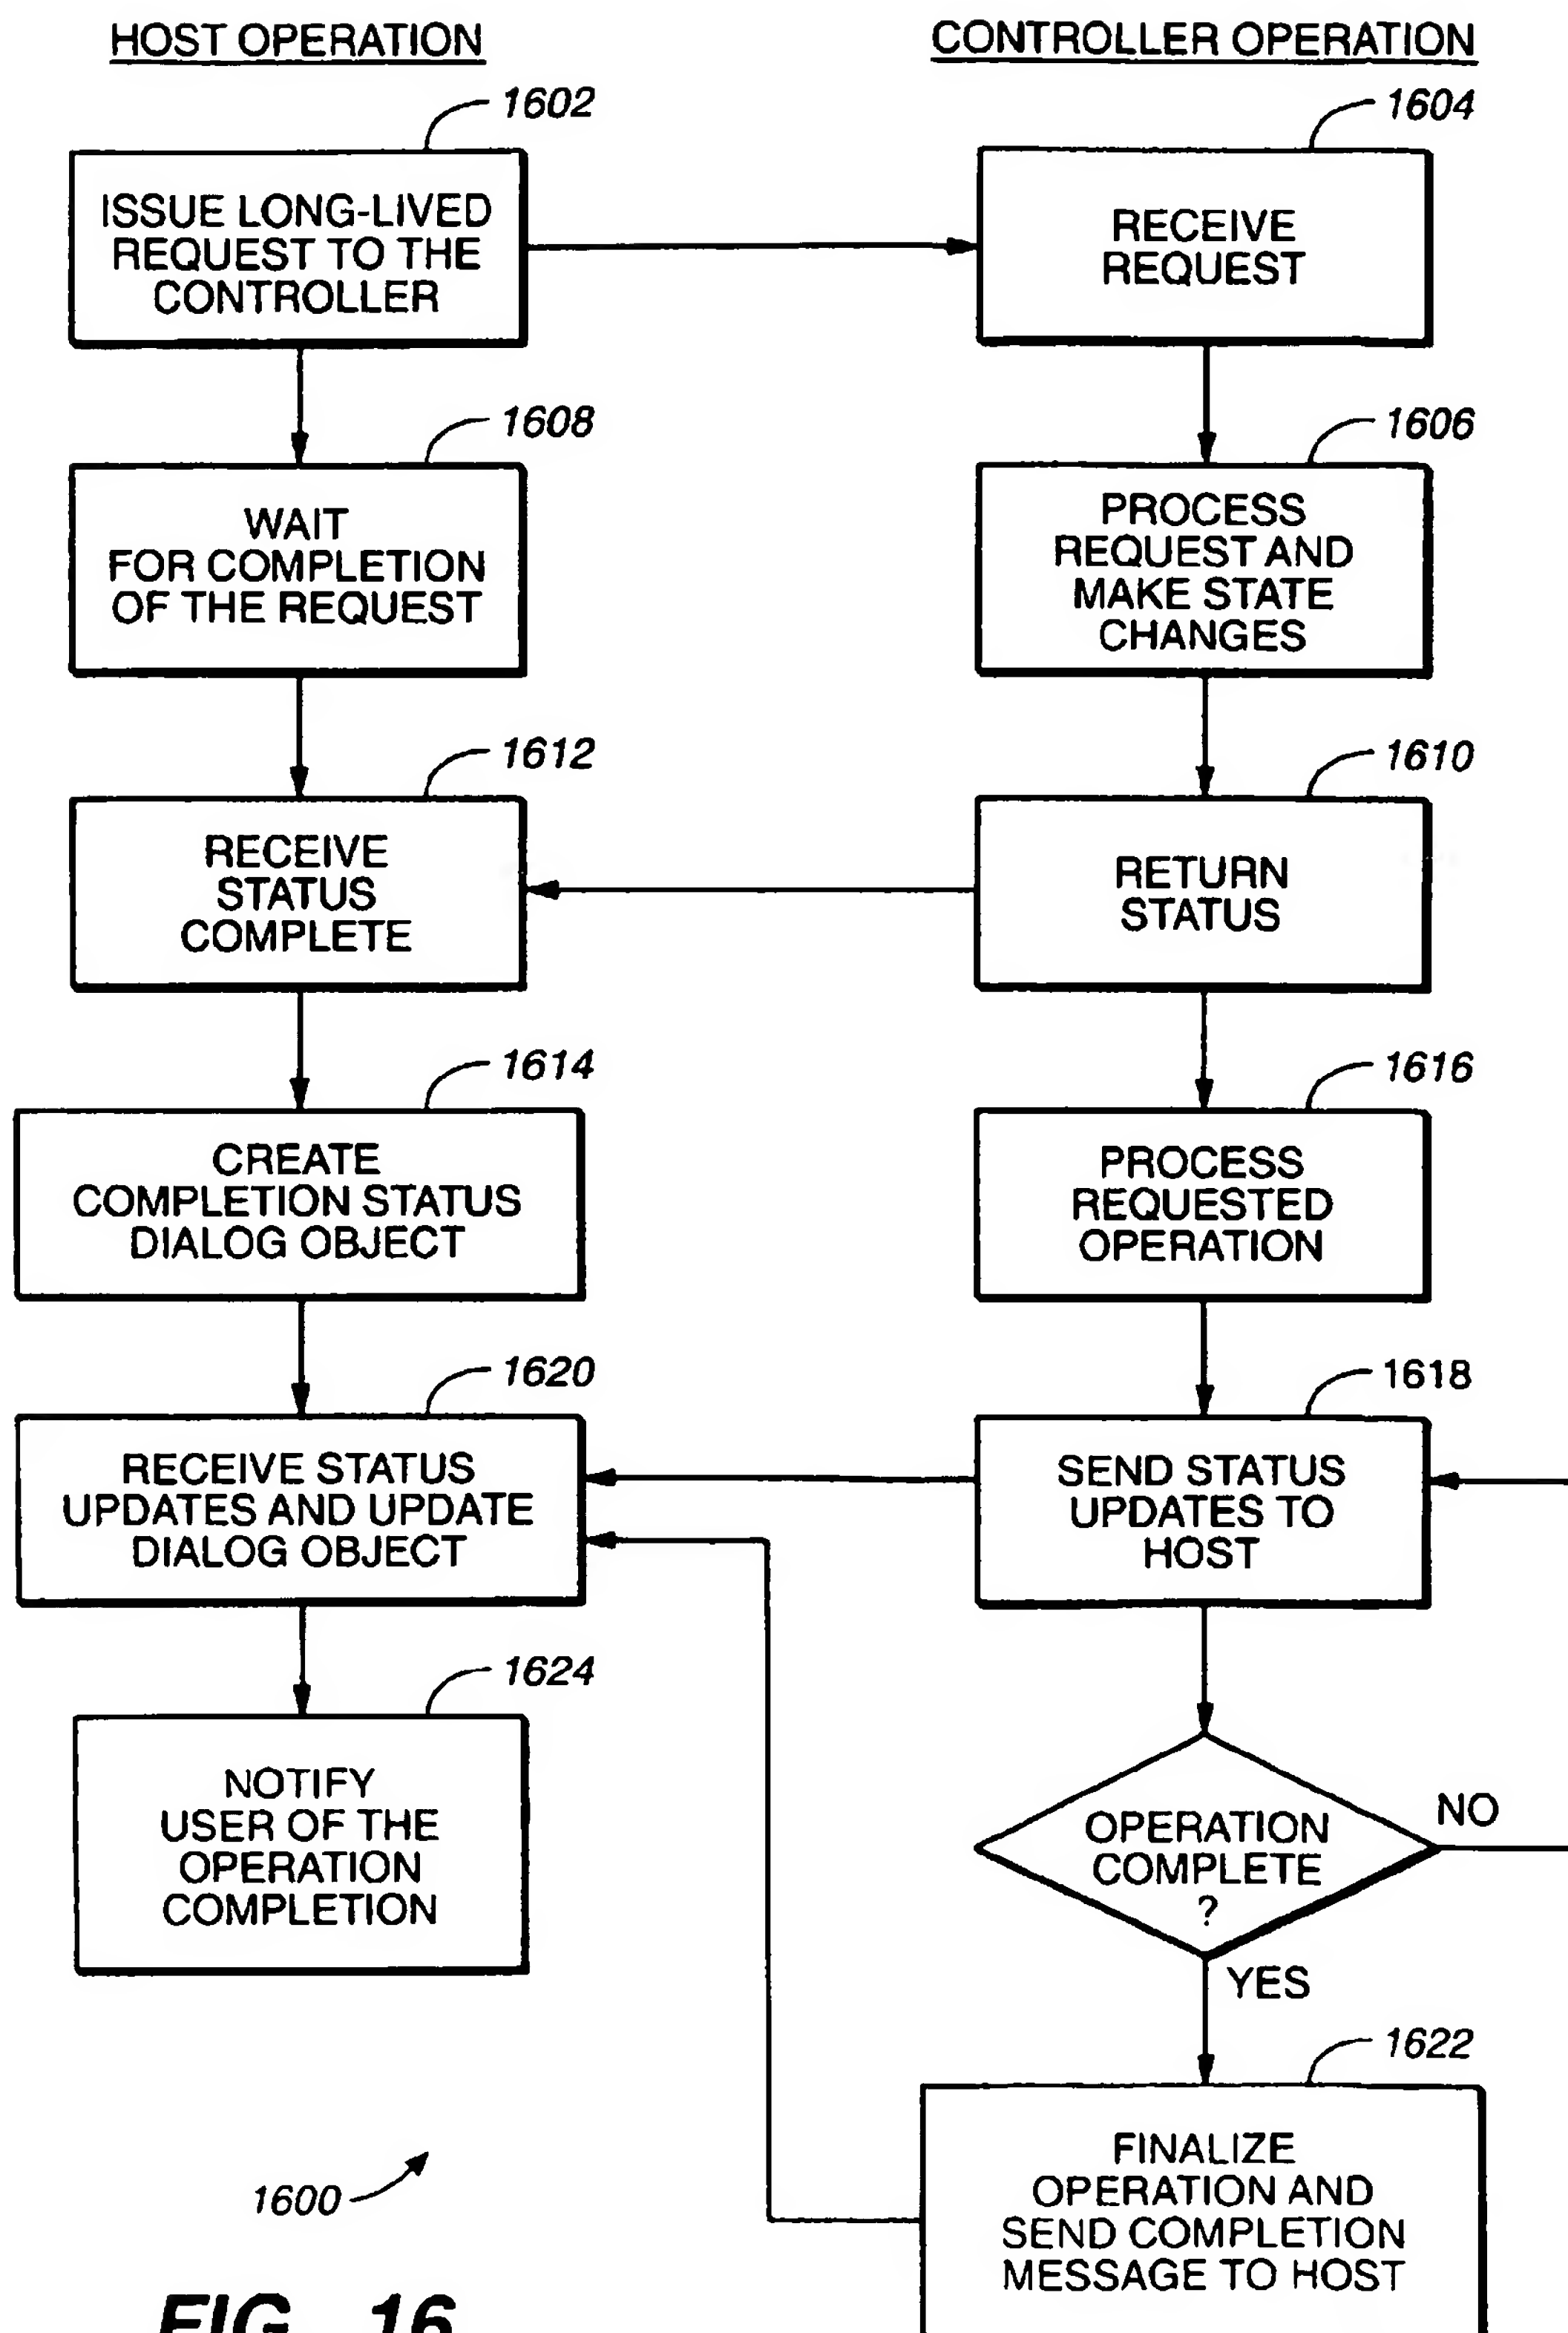 HOST OPERATION
CONTROLLER OPERATION
1602
ISSUE LONG-LIVED
REQUEST TO THE
CONTROLLER
1604
RECEIVE
REQUEST
1608
WAIT
FOR COMPLETION
OF THE REQUEST
1606
PROCESS
REQUEST AND
MAKE STATE
CHANGES
1612
RECEIVE
STATUS
COMPLETE
1610
RETURN
STATUS
1614
CREATE
COMPLETION STATUS
DIALOG OBJECT
1616
PROCESS
REQUESTED
OPERATION
1620
RECEIVE STATUS
UPDATES AND UPDATE
DIALOG OBJECT
1618
SEND STATUS
UPDATES TO
HOST
1624
NOTIFY
USER OF THE
OPERATION
COMPLETION
OPERATION
COMPLETE
?
NO
YES
1622
FINALIZE
OPERATION AND
SEND COMPLETION
MESSAGE TO HOST
1600
FIG. 16